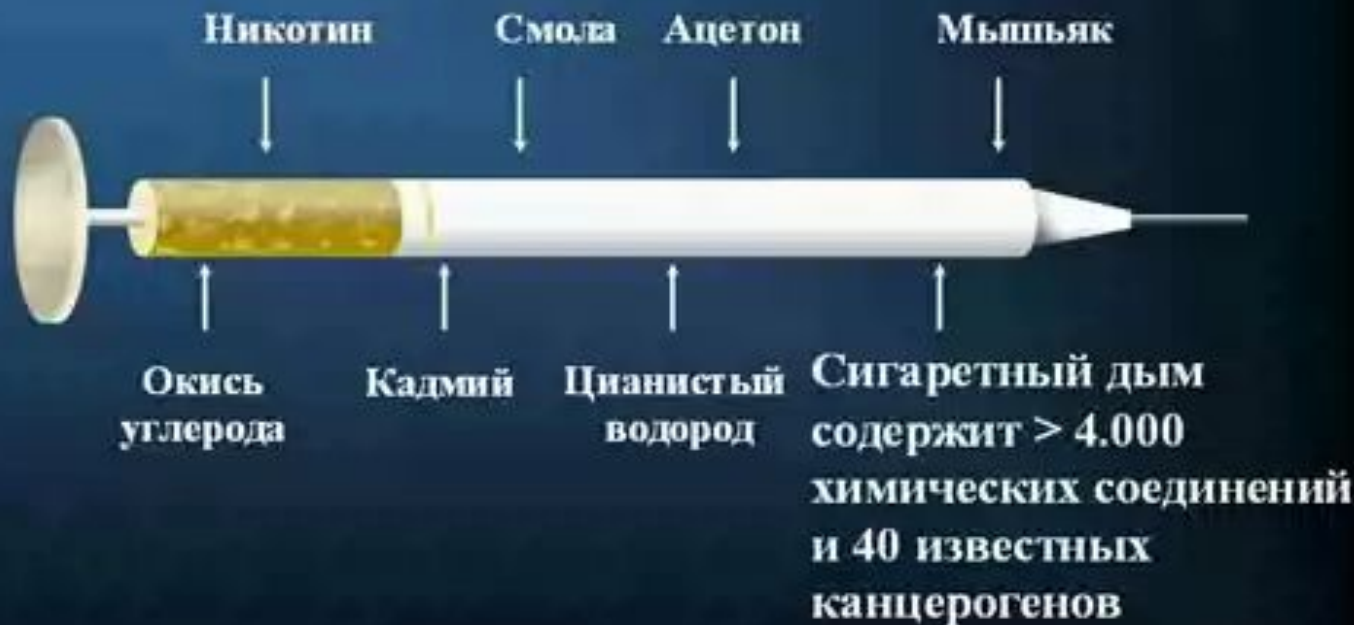 Никотин
Смола
Ацетон
Мышьяк
Окись
углерода
Кадмий
Цианистый
водород
Сигаретный дым
содержит > 4.000
химических соединений
и 40 известных
канцерогенов